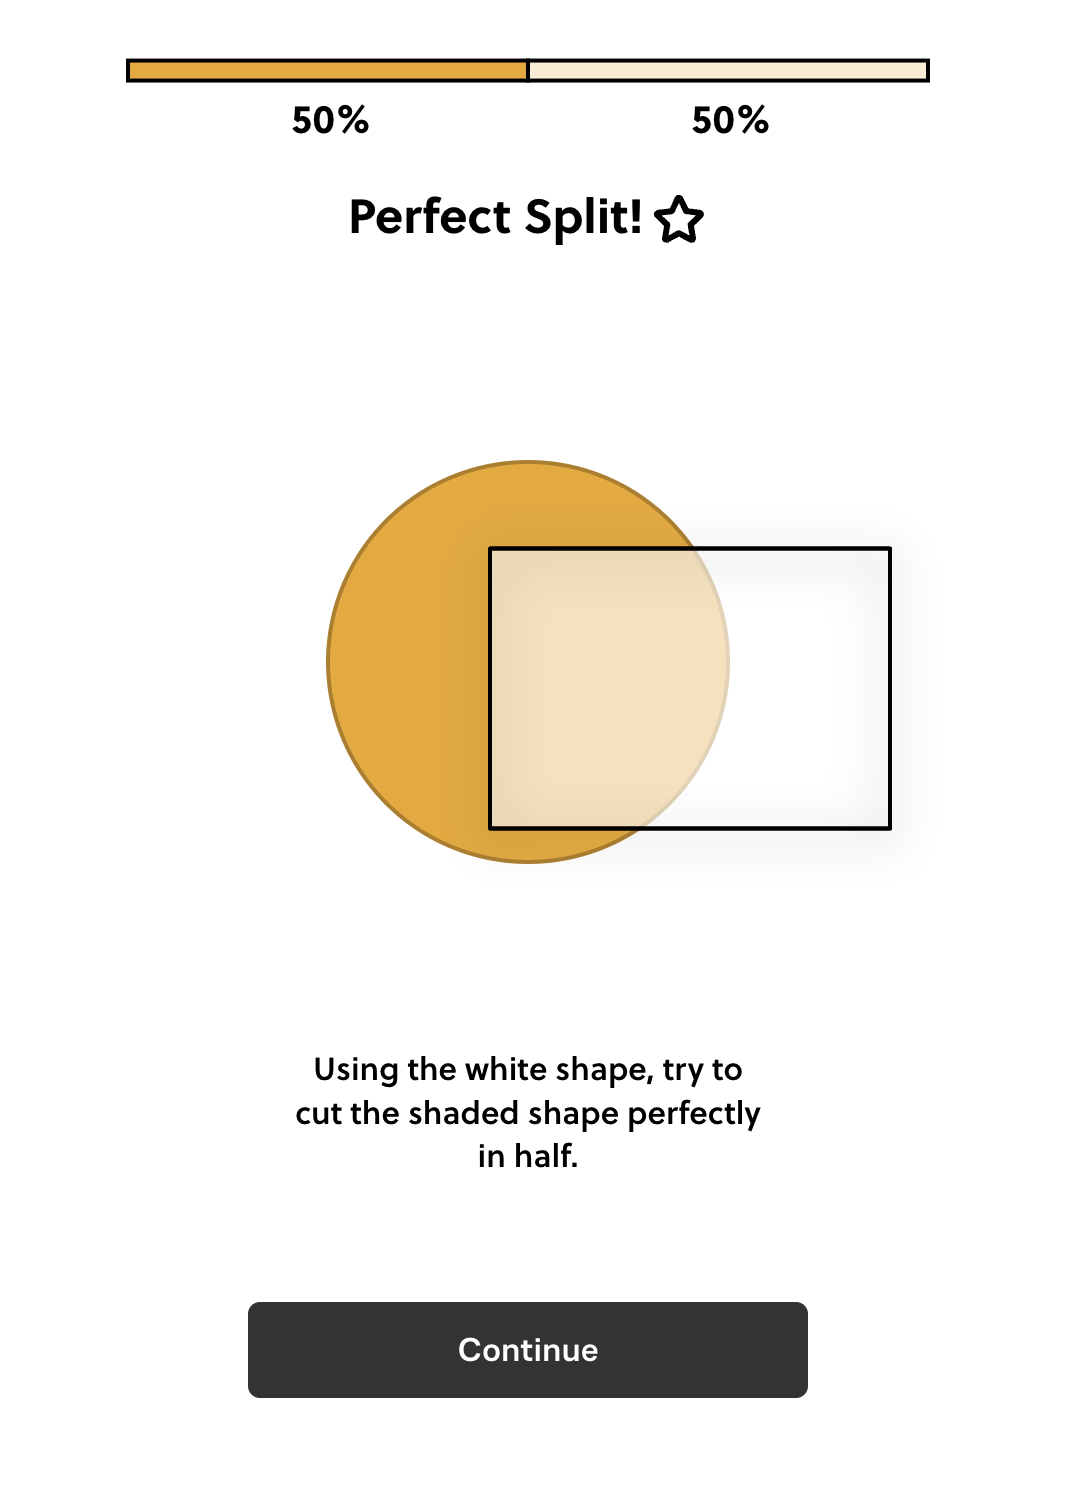 50% 50%
Perfect Split!
Using the white shape, try to
cut the shaded shape perfectly
in half.
Continue